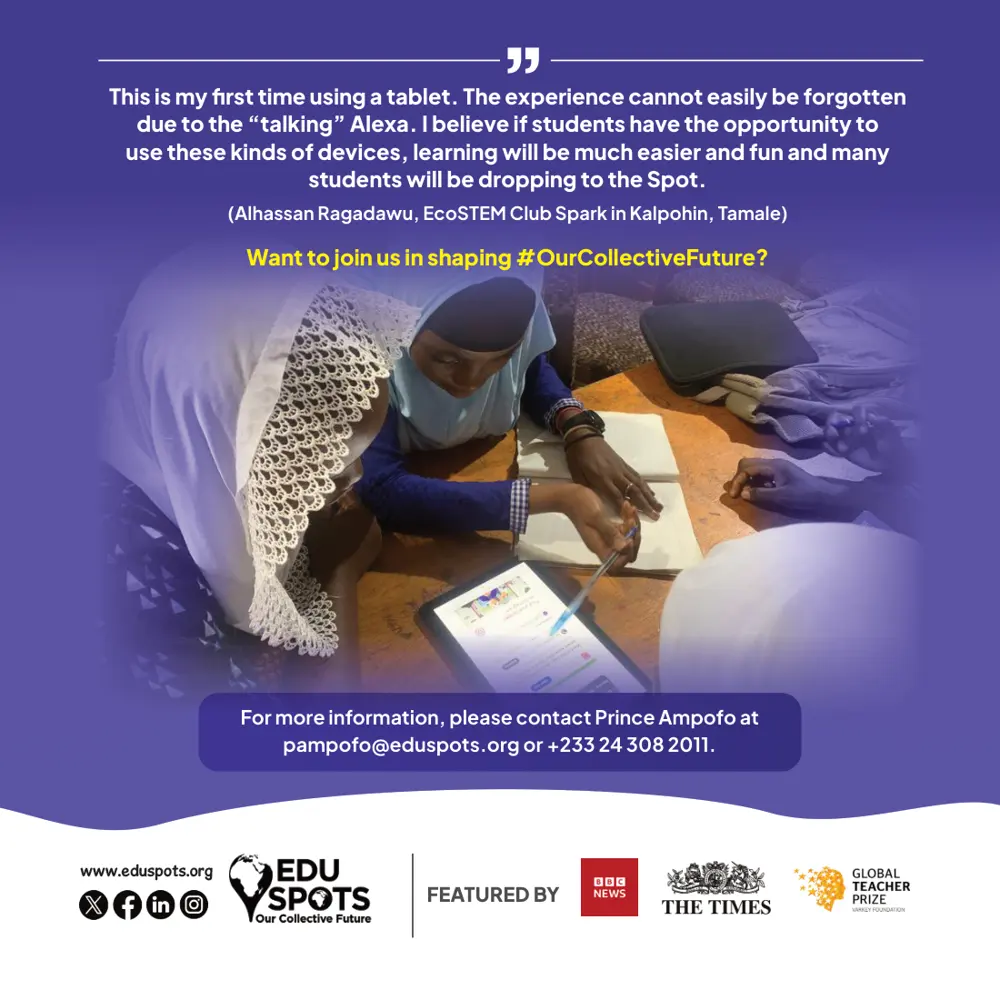 ”
This is my first time using a tablet. The experience cannot easily be forgotten
due to the “talking” Alexa. I believe if students have the opportunity to
use these kinds of devices, learning will be much easier and fun and many
students will be dropping to the Spot.
(Alhassan Ragadawu, EcoSTEM Club Spark in Kalpohin, Tamale)
Want to join us in shaping #OurCollectiveFuture?
For more information, please contact Prince Ampofo at
pampofo@eduspots.org or +233 24 308 2011.
www.eduspots.org
EDU
SPOTS
Our Collective Future
FEATURED BY
BBC
NEWS
THE TIMES
GLOBAL
TEACHER
PRIZE
VARKEY FOUNDATION